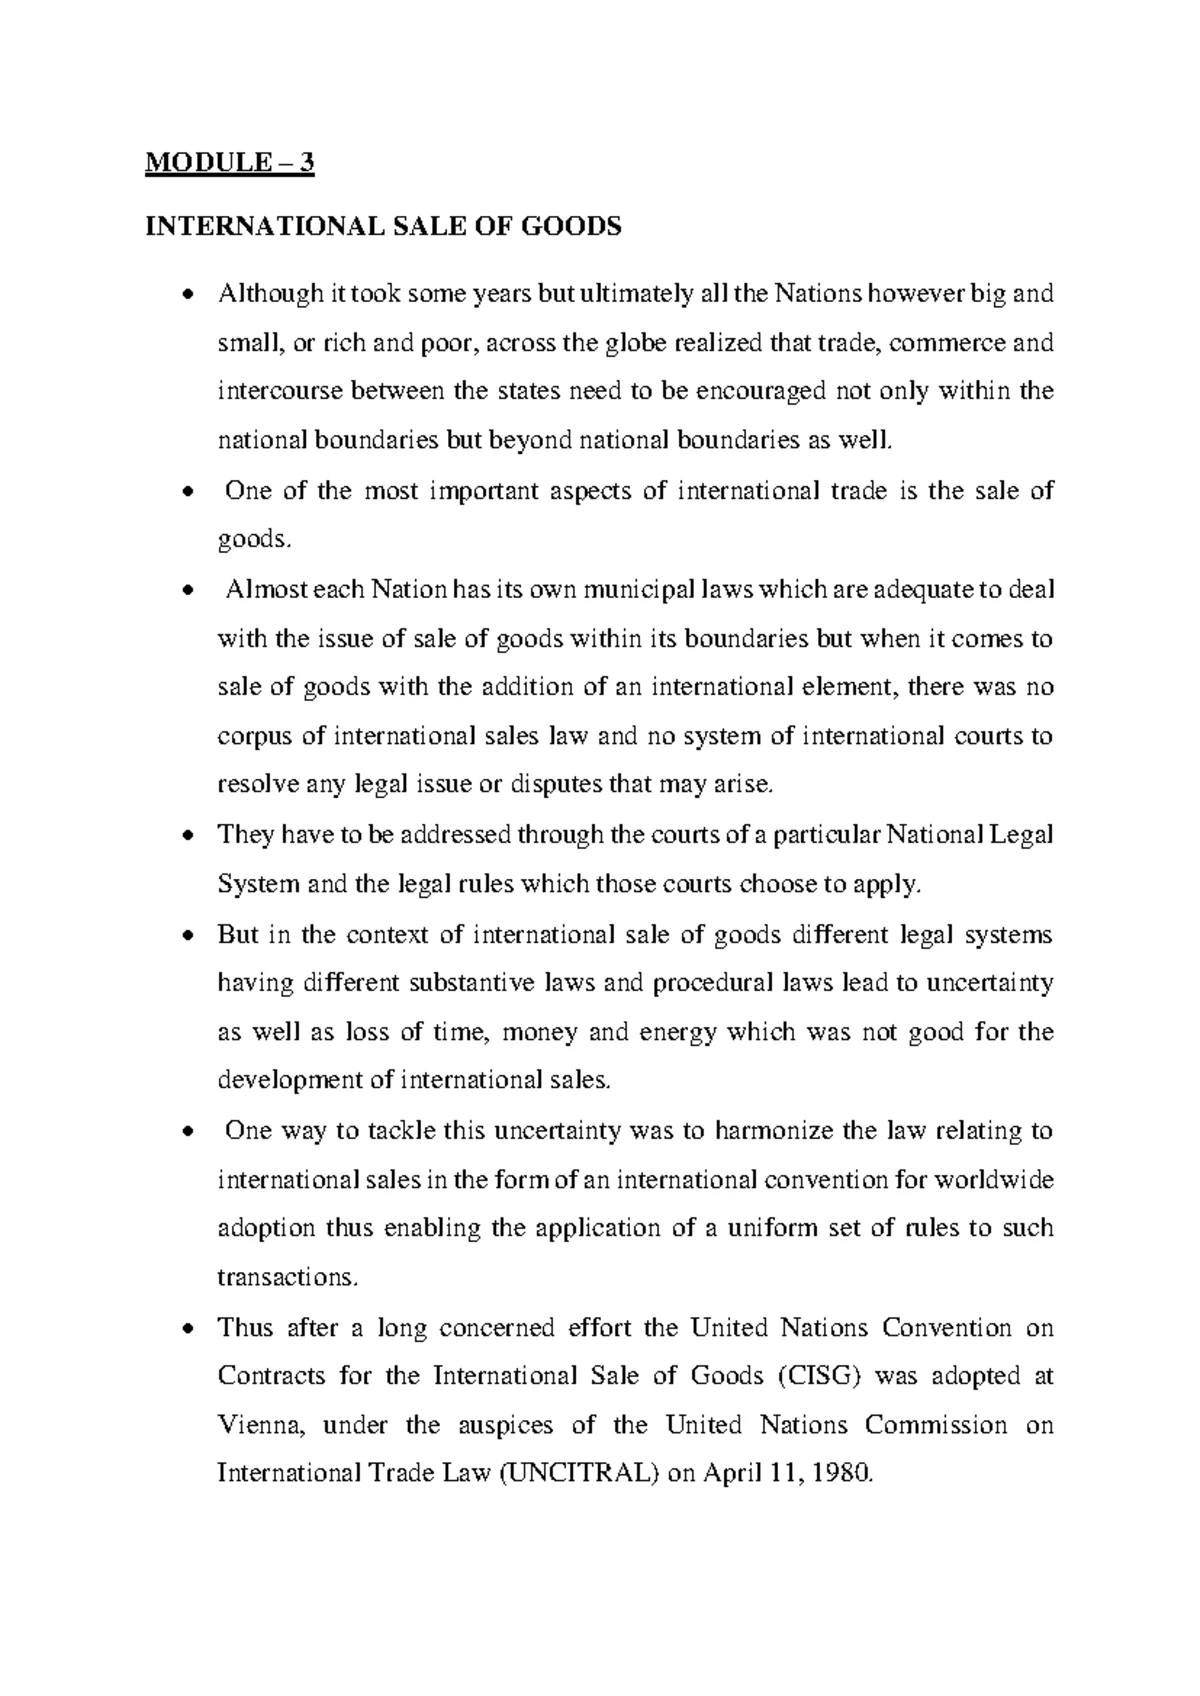 MODULE – 3
INTERNATIONAL SALE OF GOODS
• Although it took some years but ultimately all the Nations however big and
small, or rich and poor, across the globe realized that trade, commerce and
intercourse between the states need to be encouraged not only within the
national boundaries but beyond national boundaries as well.
• One of the most important aspects of international trade is the sale of
goods.
• Almost each Nation has its own municipal laws which are adequate to deal
with the issue of sale of goods within its boundaries but when it comes to
sale of goods with the addition of an international element, there was no
corpus of international sales law and no system of international courts to
resolve any legal issue or disputes that may arise.
• They have to be addressed through the courts of a particular National Legal
System and the legal rules which those courts choose to apply.
• But in the context of international sale of goods different legal systems
having different substantive laws and procedural laws lead to uncertainty
as well as loss of time, money and energy which was not good for the
development of international sales.
• One way to tackle this uncertainty was to harmonize the law relating to
international sales in the form of an international convention for worldwide
adoption thus enabling the application of a uniform set of rules to such
transactions.
• Thus after a long concerned effort the United Nations Convention on
Contracts for the International Sale of Goods (CISG) was adopted at
Vienna, under the auspices of the United Nations Commission on
International Trade Law (UNCITRAL) on April 11, 1980.